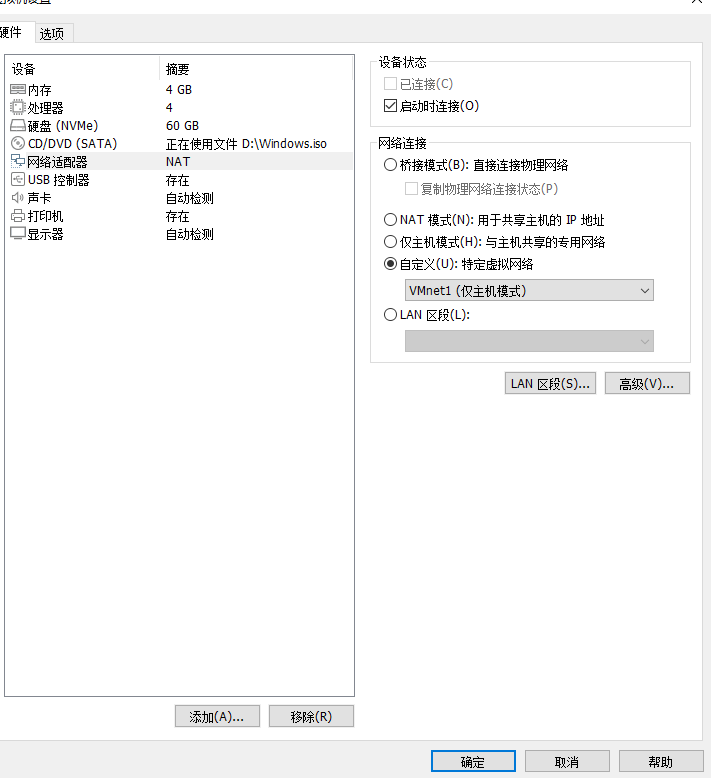 硬件 选项
设备 摘要
内存 4 GB
处理器 4
硬盘 (NVMe) 60 GB
CD/DVD (SATA) 正在使用文件 D:\Windows.iso
网络适配器 NAT
USB 控制器 存在
声卡 自动检测
打印机 存在
显示器 自动检测
添加(A)... 移除(R)
设备状态
已连接(C)
启动时连接(O)
网络连接
桥接模式(B): 直接连接物理网络
复制物理网络连接状态(P)
NAT 模式(N): 用于共享主机的 IP 地址
仅主机模式(H): 与主机共享的专用网络
自定义(U): 特定虚拟网络
VMnet1 (仅主机模式)
LAN 区段(L):
LAN 区段(S)... 高级(V)...
确定 取消 帮助